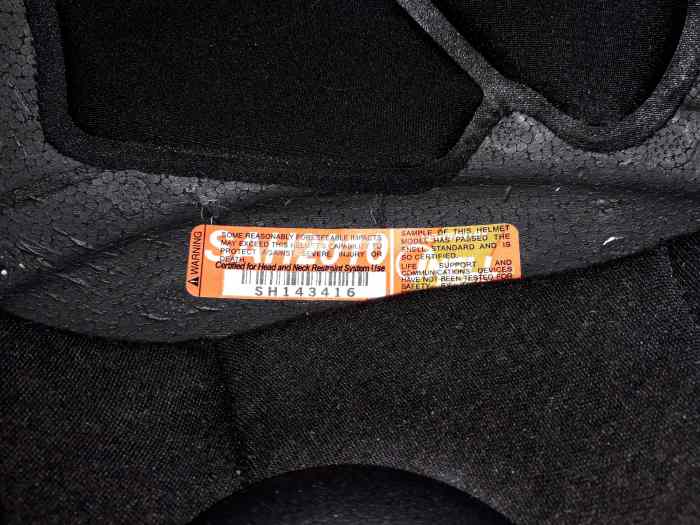 WARNING
SOME REASONABLY FORESEEABLE IMPACTS
MAY EXCEED THIS HELMET'S CAPABILITY TO
PROTECT AGAINST SEVERE INJURY OR
DEATH.
Certified for Head and Neck Restraint System Use
SH143416
SAMPLE OF THIS HELMET
MODEL HAS PASSED THE
SNELL STANDARD AND IS
SO CERTIFIED.
LIFE SUPPORT AND
COMMUNICATIONS DEVICES
HAVE NOT BEEN TESTED FOR
SAFETY